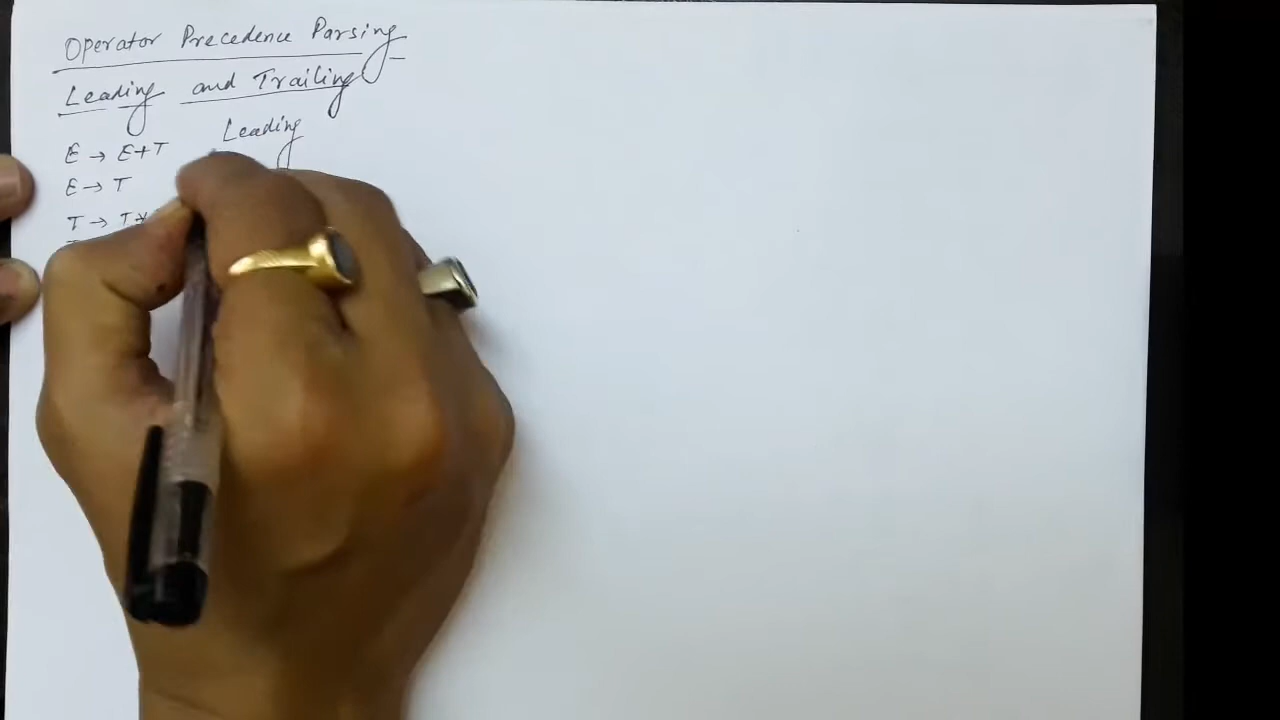 Operator Precedence Parsing
Leading and Trailing
Leading
E → E+T
E → T
T → T*